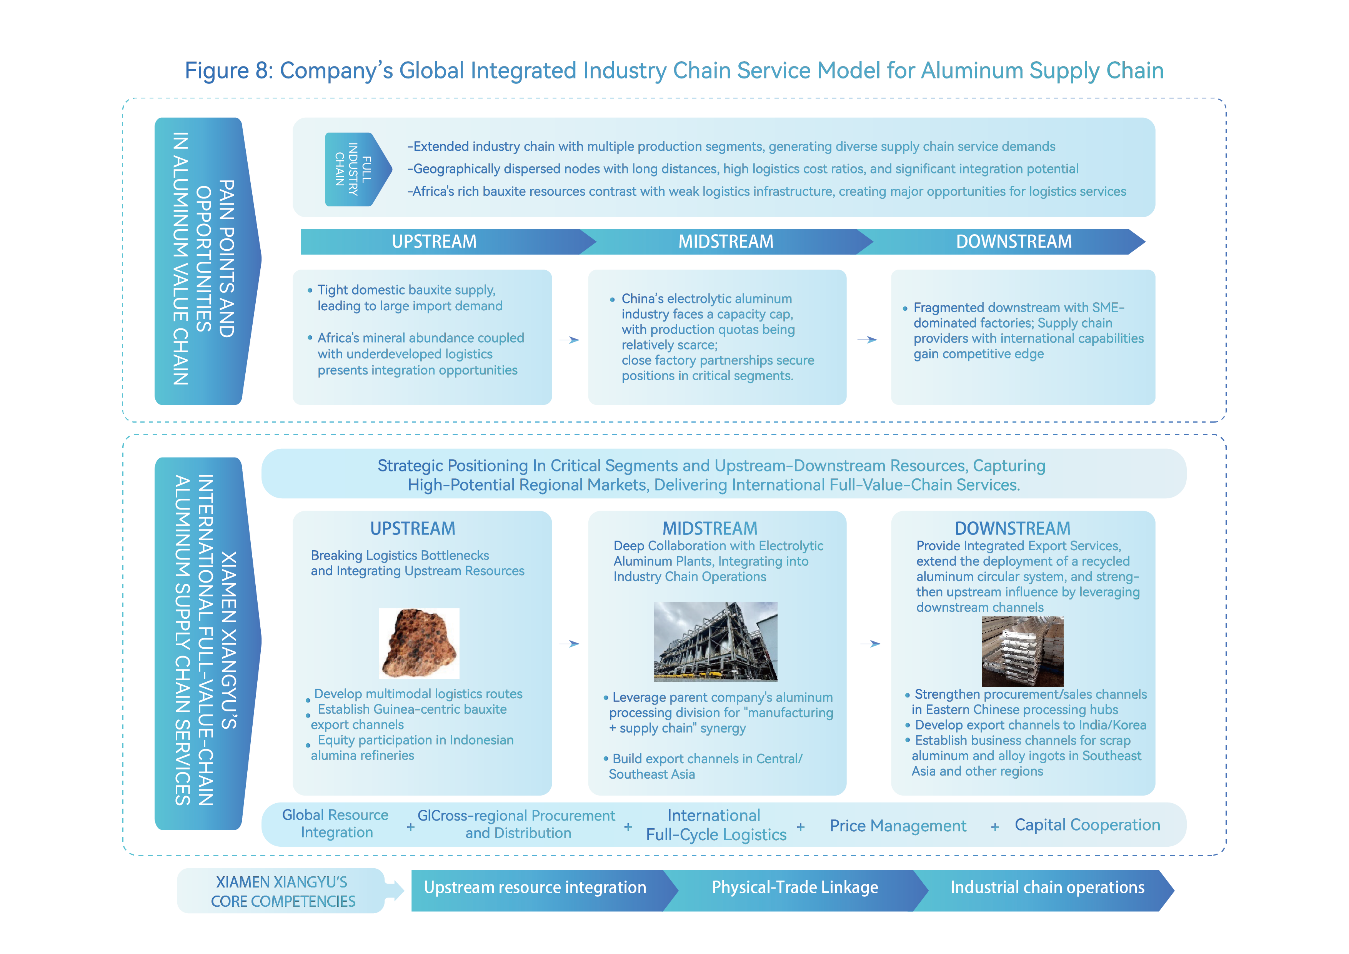 Figure 8: Company's Global Integrated Industry Chain Service Model for Aluminum Supply Chain
PAIN POINTS AND
OPPORTUNITIES
IN ALUMINUM VALUE CHAIN
FULL
INDUSTRY
CHAIN
-Extended industry chain with multiple production segments, generating diverse supply chain service demands
-Geographically dispersed nodes with long distances, high logistics cost ratios, and significant integration potential
-Africa's rich bauxite resources contrast with weak logistics infrastructure, creating major opportunities for logistics services
UPSTREAM
MIDSTREAM
DOWNSTREAM
• Tight domestic bauxite supply,
leading to large import demand
• Africa's mineral abundance coupled
with underdeveloped logistics
presents integration opportunities
• China's electrolytic aluminum
industry faces a capacity cap,
with production quotas being
relatively scarce;
close factory partnerships secure
positions in critical segments.
• Fragmented downstream with SME-
dominated factories; Supply chain
providers with international capabilities
gain competitive edge
XIAMEN XIANGYU'S
INTERNATIONAL FULL-VALUE-CHAIN
ALUMINUM SUPPLY CHAIN SERVICES
Strategic Positioning In Critical Segments and Upstream-Downstream Resources, Capturing
High-Potential Regional Markets, Delivering International Full-Value-Chain Services.
UPSTREAM
Breaking Logistics Bottlenecks
and Integrating Upstream Resources
• Develop multimodal logistics routes
• Establish Guinea-centric bauxite
export channels
• Equity participation in Indonesian
alumina refineries
MIDSTREAM
Deep Collaboration with Electrolytic
Aluminum Plants, Integrating into
Industry Chain Operations
• Leverage parent company's aluminum
processing division for "manufacturing
+ supply chain" synergy
• Build export channels in Central/
Southeast Asia
DOWNSTREAM
Provide Integrated Export Services,
extend the deployment of a recycled
aluminum circular system, and streng-
then upstream influence by leveraging
downstream channels
• Strengthen procurement/sales channels
in Eastern Chinese processing hubs
• Develop export channels to India/Korea
• Establish business channels for scrap
aluminum and alloy ingots in Southeast
Asia and other regions
Global Resource
Integration
+
GlCross-regional Procurement
and Distribution
+
International
Full-Cycle Logistics
+
Price Management
+
Capital Cooperation
XIAMEN XIANGYU'S
CORE COMPETENCIES
Upstream resource integration
Physical-Trade Linkage
Industrial chain operations